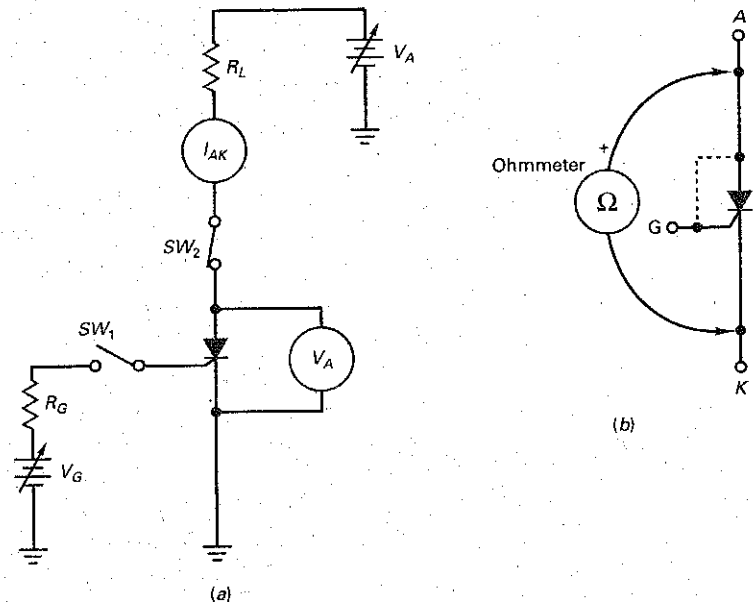 R_L
V_A
I_AK
SW_2
SW_1
V_A
R_G
V_G
(a)
A
+
Ohmmeter
Ω
G
K
(b)